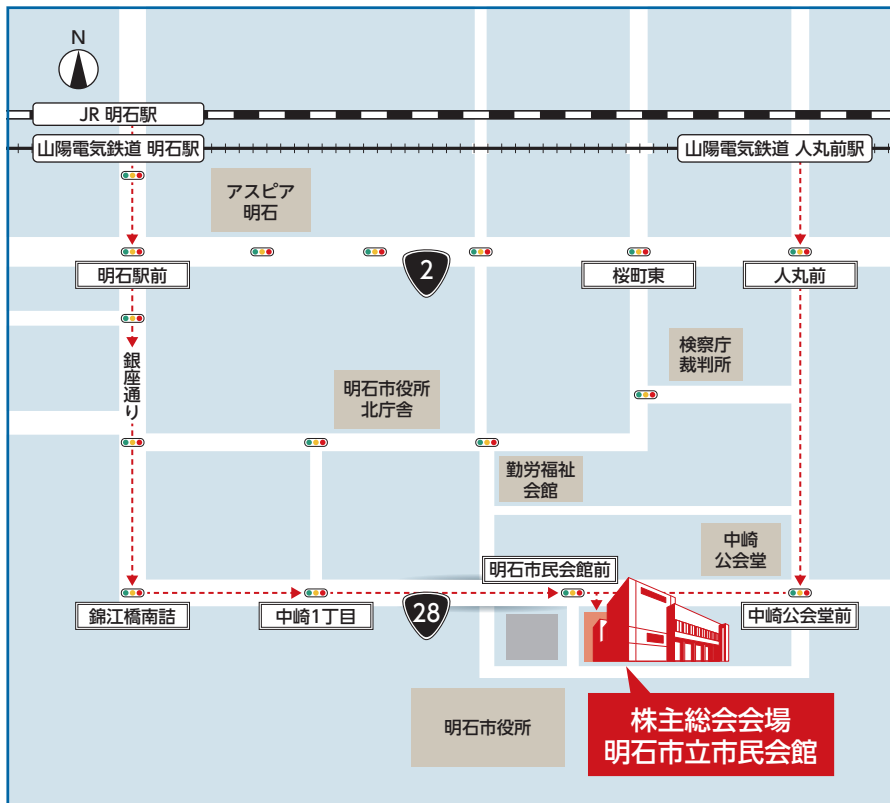 N
JR 明石駅
山陽電気鉄道 明石駅
山陽電気鉄道 人丸前駅
アスピア
明石
明石駅前
2
桜町東
人丸前
銀座通り
検察庁
裁判所
明石市役所
北庁舎
勤労福祉
会館
中崎
公会堂
明石市民会館前
錦江橋南詰
中崎1丁目
28
中崎公会堂前
明石市役所
株主総会会場
明石市立市民会館